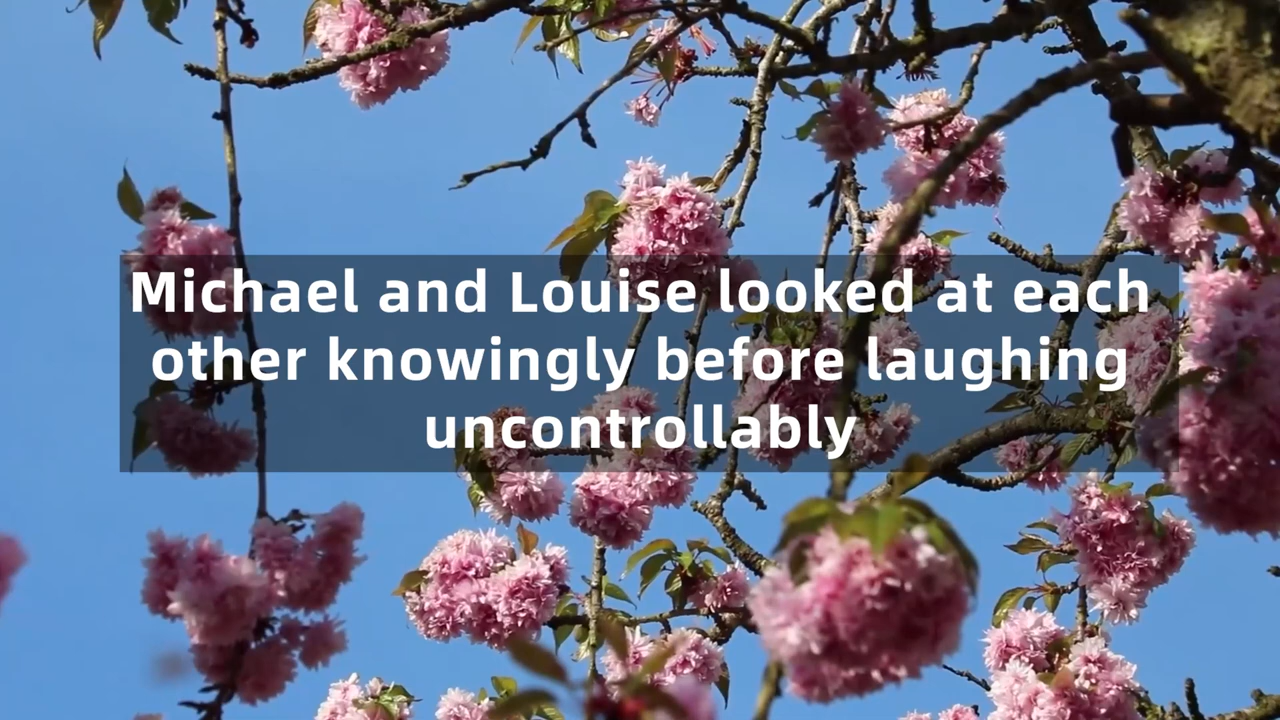 Michael and Louise looked at each
other knowingly before laughing
uncontrollably